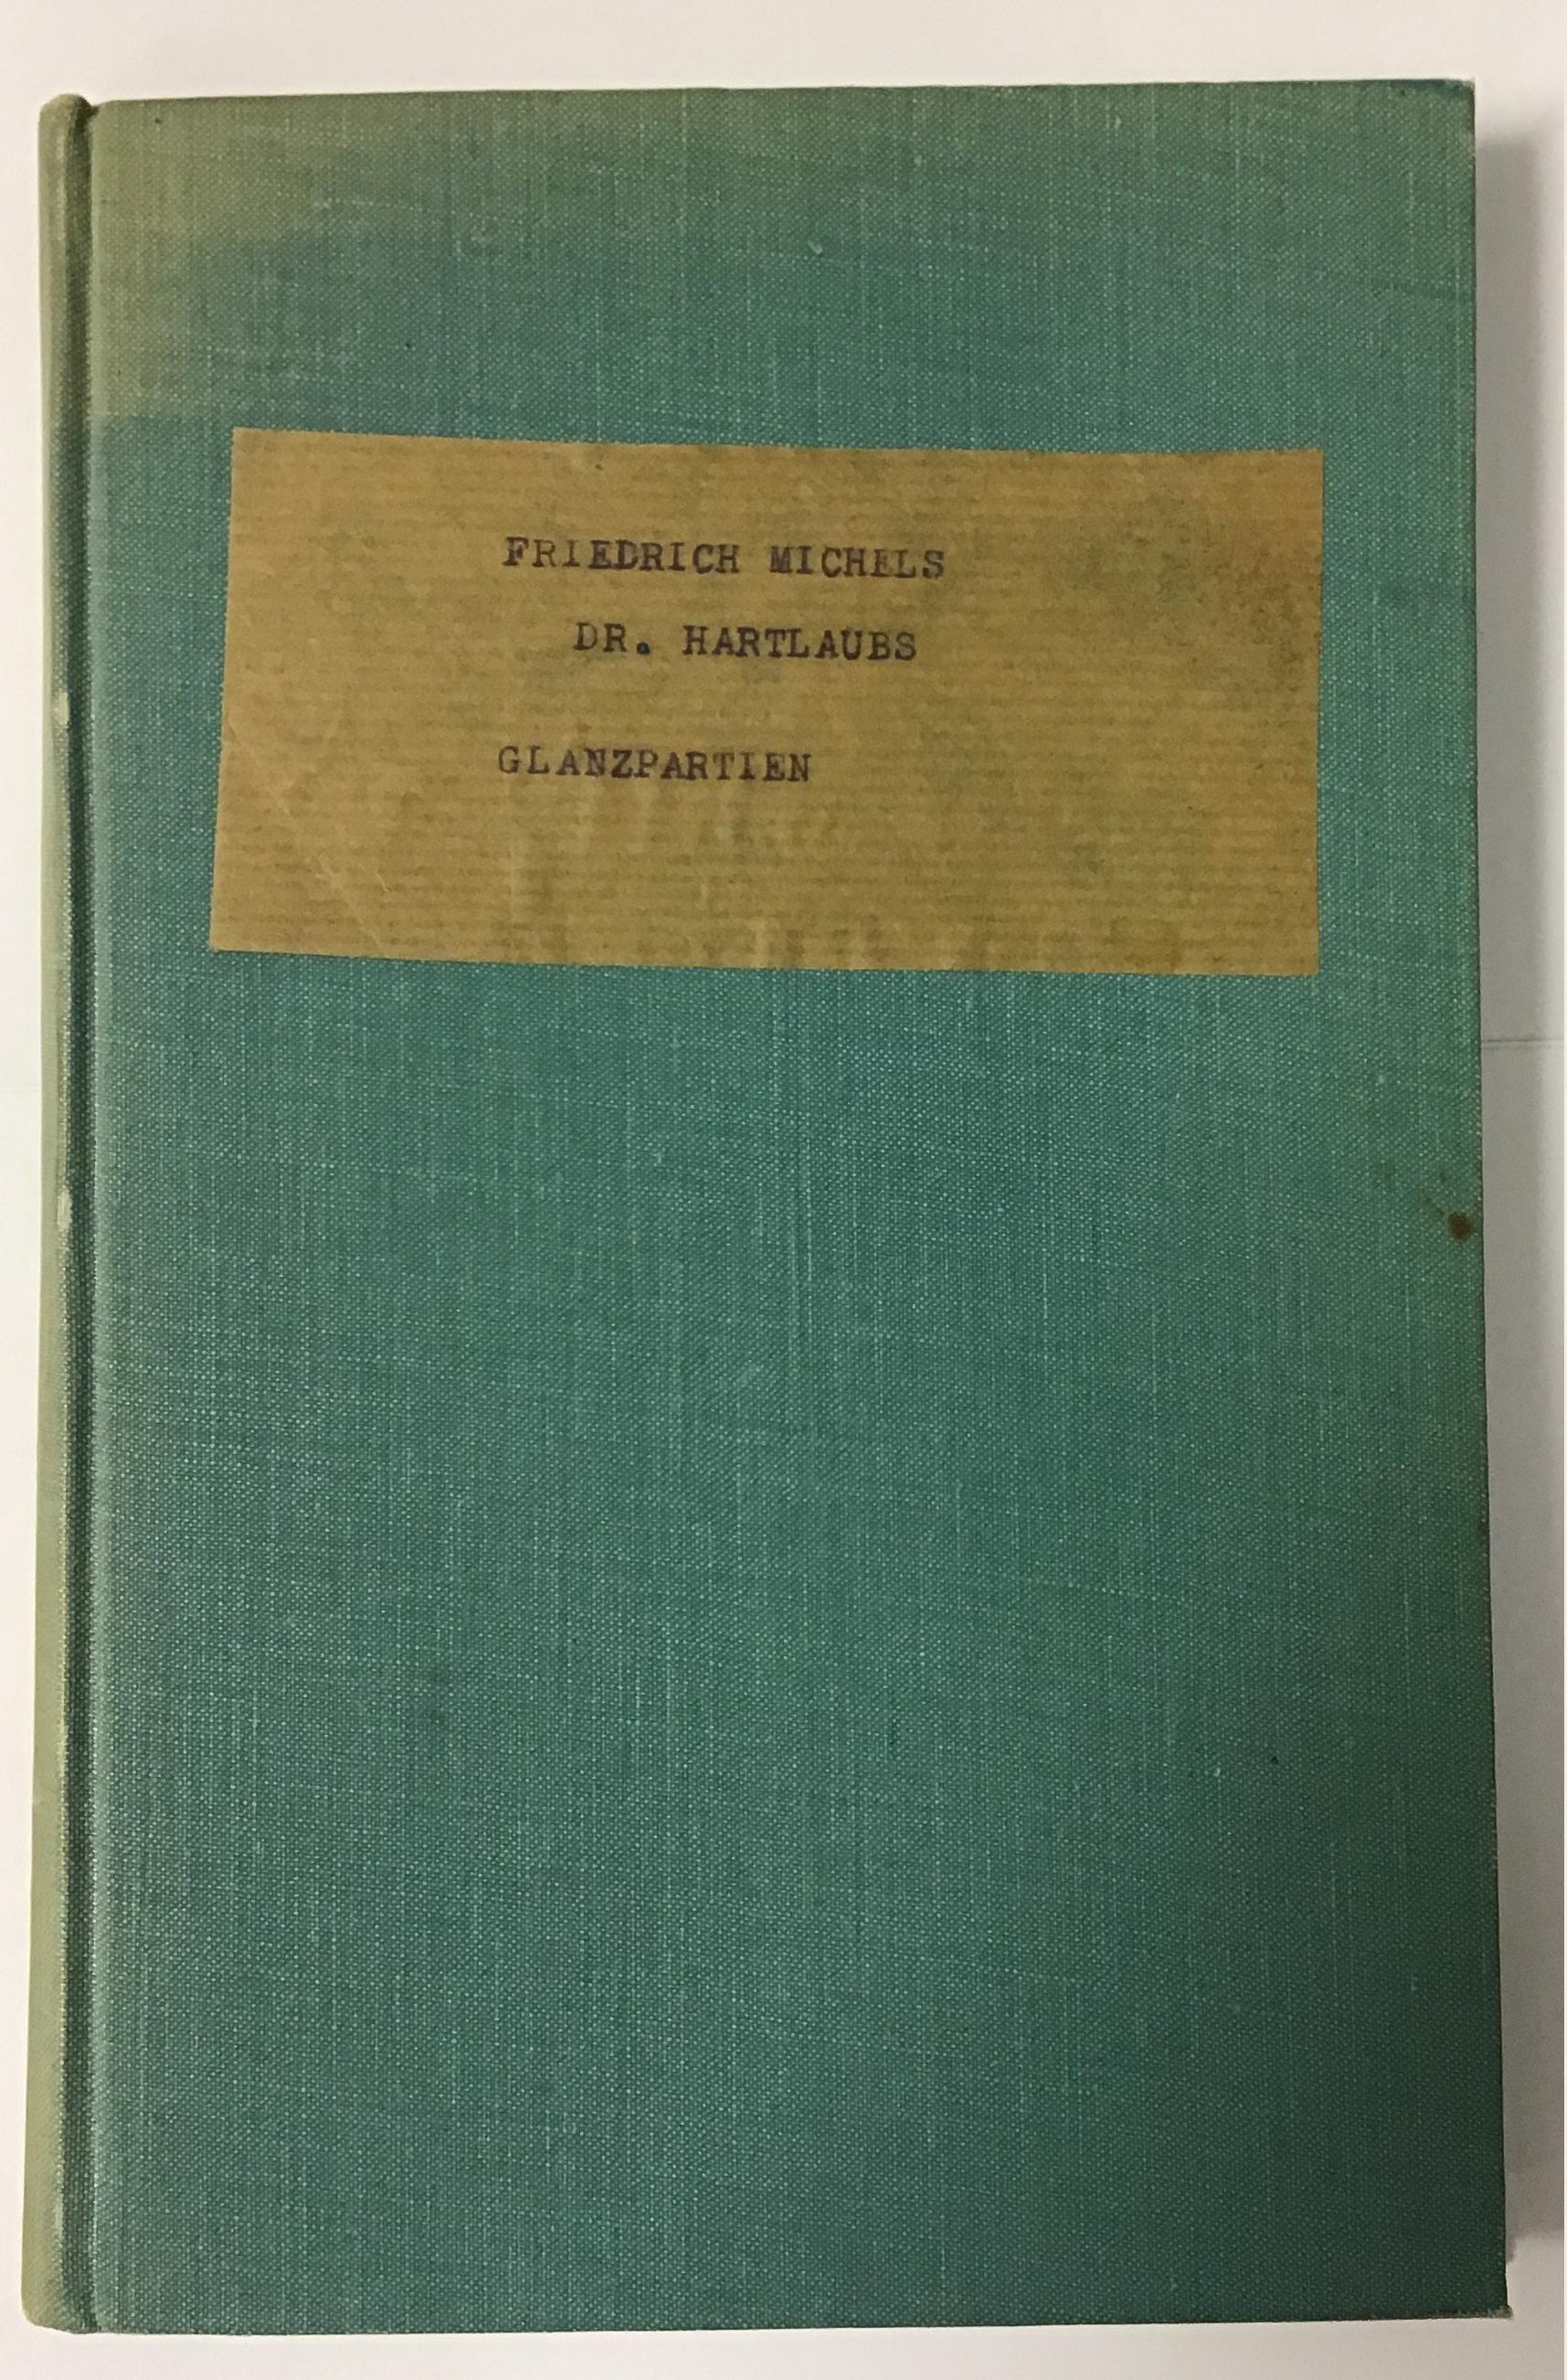 FRIEDRICH MICHELS
DR. HARTLAUBS
GLANZPARTIEN